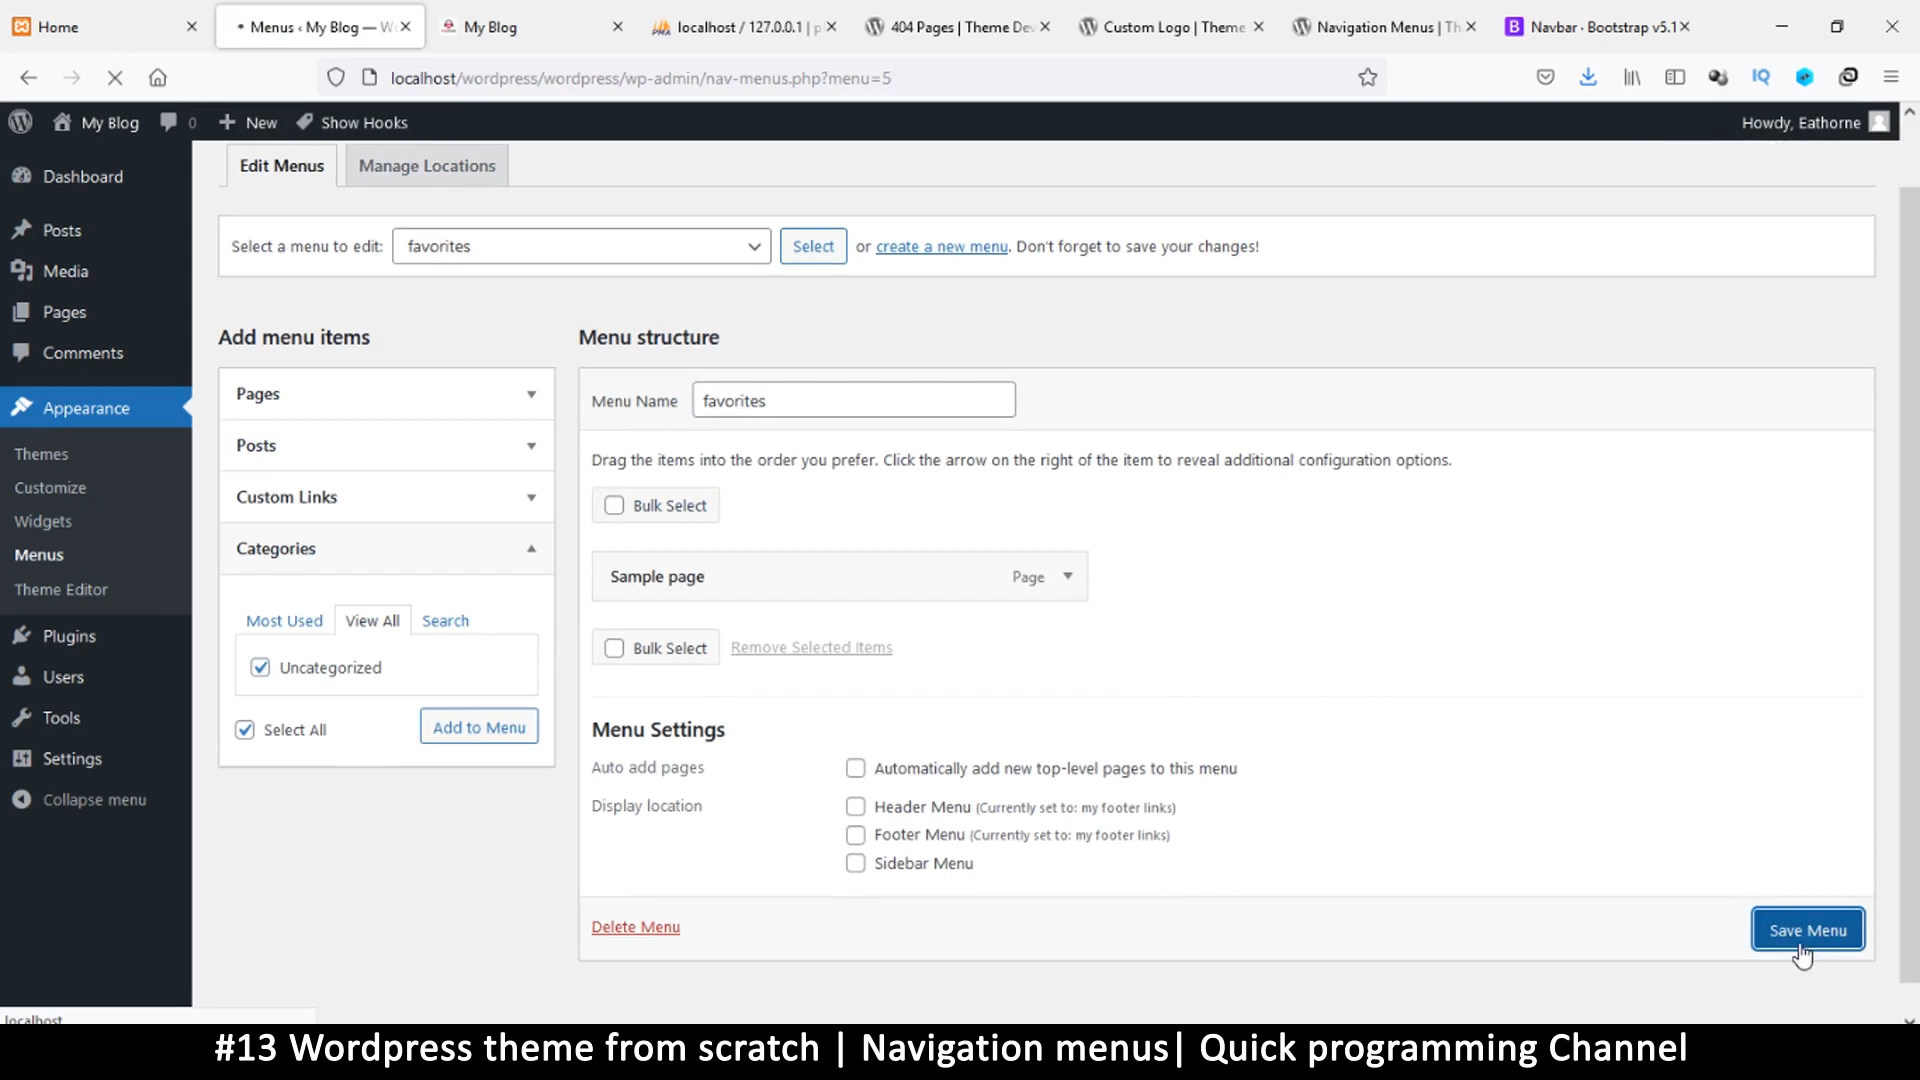 Home
Menus ‹ My Blog — W
My Blog
localhost / 127.0.0.1 | p
404 Pages | Theme De
Custom Logo | Theme
Navigation Menus | Th
Navbar · Bootstrap v5.1
localhost/wordpress/wordpress/wp-admin/nav-menus.php?menu=5
IQ
My Blog
0
New
Show Hooks
Howdy, Eathorne
Dashboard
Posts
Media
Pages
Comments
Appearance
Themes
Customize
Widgets
Menus
Theme Editor
Plugins
Users
Tools
Settings
Collapse menu
Edit Menus
Manage Locations
Select a menu to edit: favorites Select or create a new menu. Don't forget to save your changes!
Add menu items
Pages
Posts
Custom Links
Categories
Most Used View All Search
Uncategorized
Select All
Add to Menu
Menu structure
Menu Name favorites
Drag the items into the order you prefer. Click the arrow on the right of the item to reveal additional configuration options.
Bulk Select
Sample page Page
Bulk Select Remove Selected Items
Menu Settings
Auto add pages
Automatically add new top-level pages to this menu
Display location
Header Menu (Currently set to: my footer links)
Footer Menu (Currently set to: my footer links)
Sidebar Menu
Delete Menu
Save Menu
localhost
#13 Wordpress theme from scratch | Navigation menus| Quick programming Channel